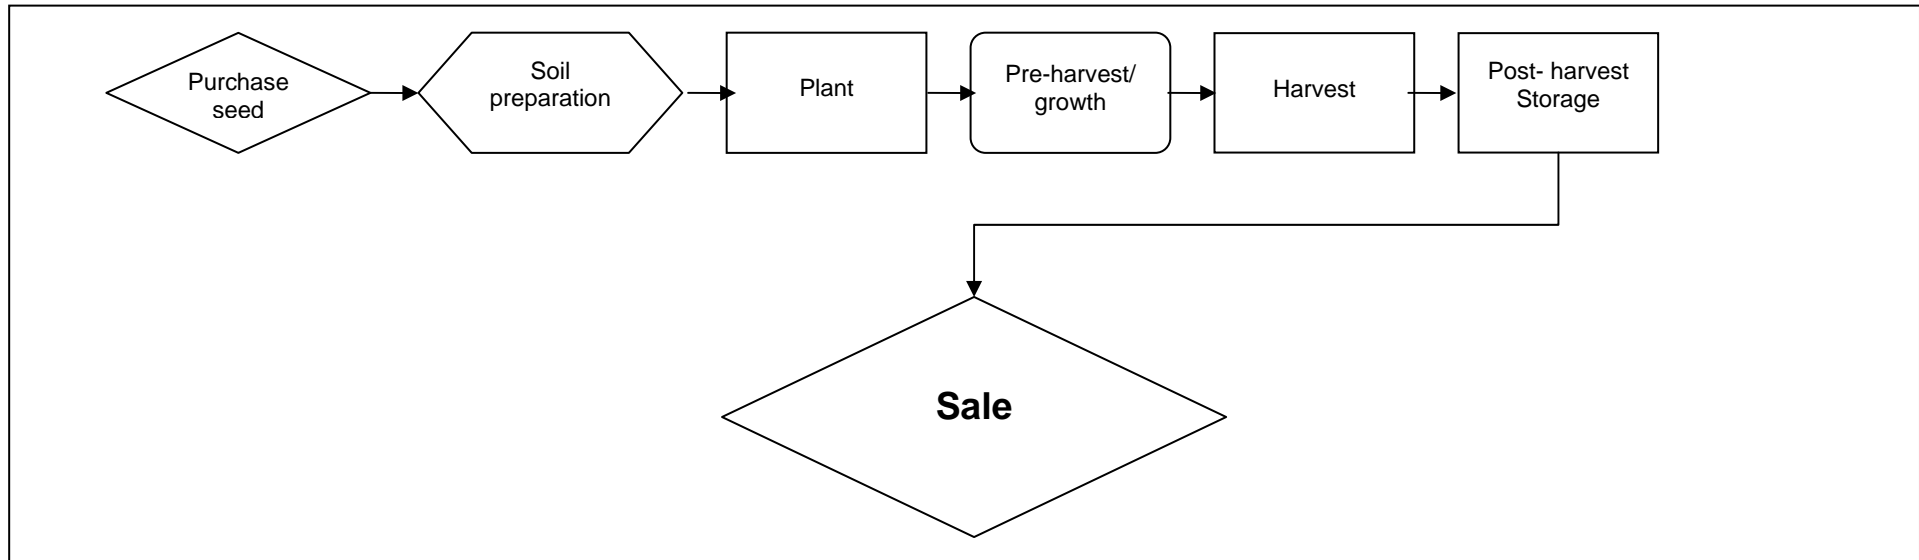 Purchase
seed
Soil
preparation
Plant
Pre-harvest/
growth
Harvest
Post- harvest
Storage
Sale